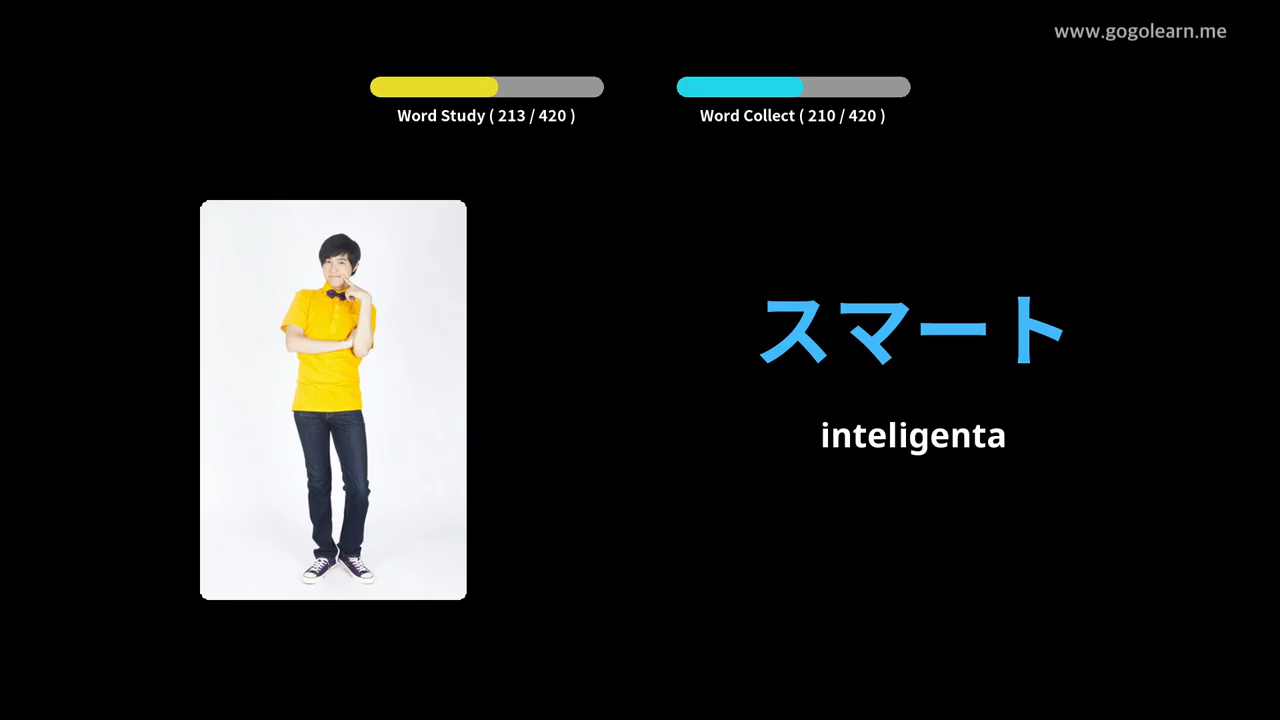 www.gogolearn.me
Word Study ( 213 / 420 )
Word Collect ( 210 / 420 )
スマート
inteligenta